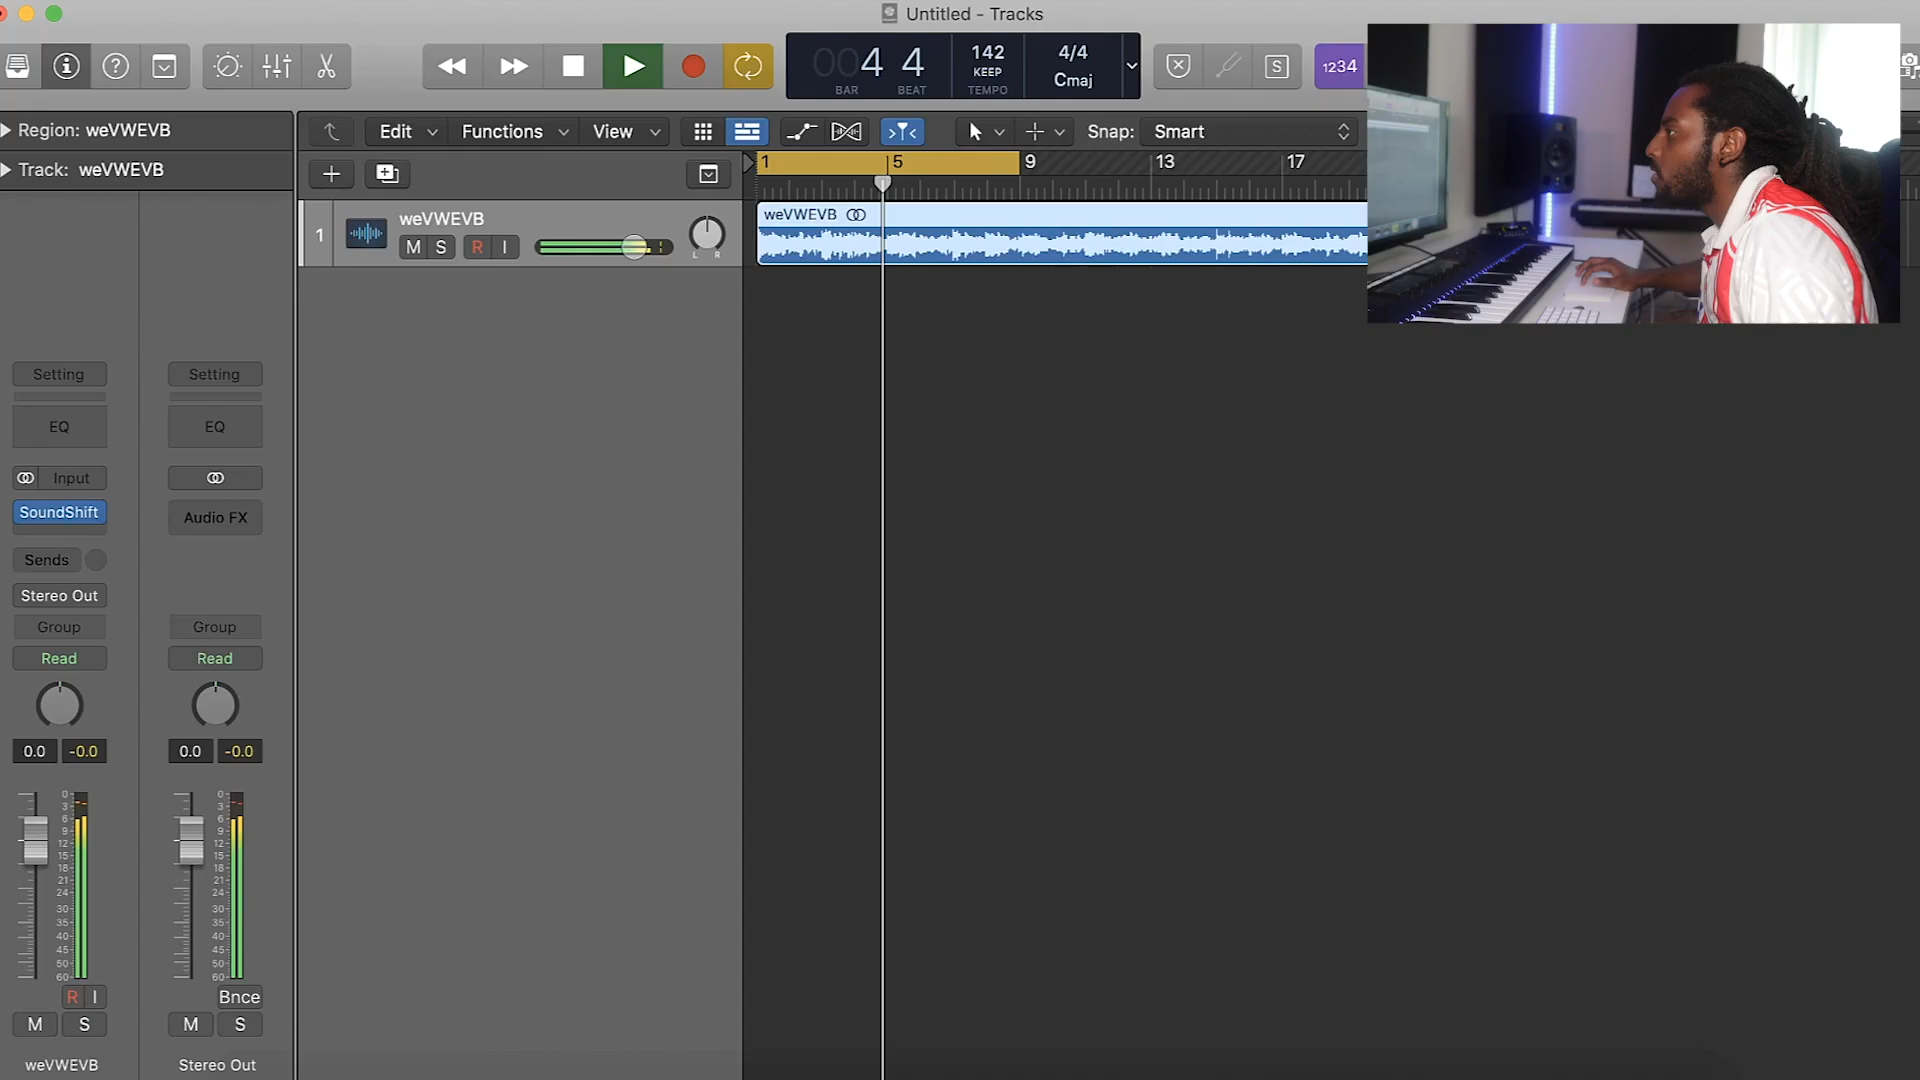 Untitled - Tracks
004 4
BAR BEAT
142
KEEP
TEMPO
4/4
Cmaj
S
1234
Region: weVWEVB
Track: weVWEVB
Edit Functions View Snap: Smart
1 5 9 13 17
1
weVWEVB
M S R I
L R
weVWEVB
Setting Setting
EQ EQ
Input
SoundShift
Audio FX
Sends
Stereo Out
Group Group
Read Read
0.0 -0.0 0.0 -0.0
0 0
3 3
6 6
9 9
12 12
15 15
18 18
21 21
24 24
30 30
35 35
40 40
45 45
50 50
60 60
R I Bnce
M S M S
weVWEVB Stereo Out